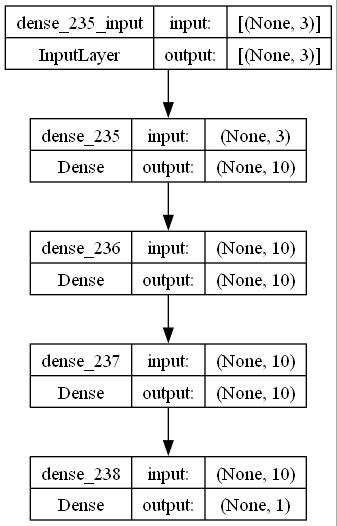 dense_235_input input: [(None, 3)]
InputLayer output: [(None, 3)]
dense_235 input: (None, 3)
Dense output: (None, 10)
dense_236 input: (None, 10)
Dense output: (None, 10)
dense_237 input: (None, 10)
Dense output: (None, 10)
dense_238 input: (None, 10)
Dense output: (None, 1)